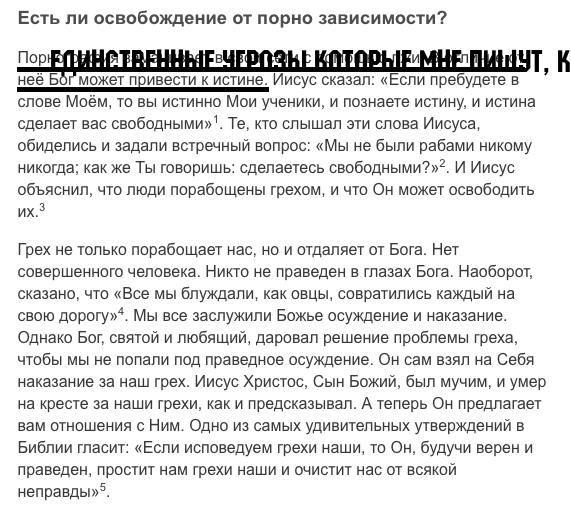 Есть ли освобождение от порно зависимости?
ЕДИНСТВЕННЫЕ УГРОЗЫ, КОТОРЫЕ МНЕ ПИШУТ, К
неё Бог может привести к истине. Иисус сказал: «Если пребудете в
слове Моём, то вы истинно Мои ученики, и познаете истину, и истина
сделает вас свободными»1. Те, кто слышал эти слова Иисуса,
обиделись и задали встречный вопрос: «Мы не были рабами никому
никогда; как же Ты говоришь: сделаетесь свободными?»2. И Иисус
объяснил, что люди порабощены грехом, и что Он может освободить
их.3
Грех не только порабощает нас, но и отдаляет от Бога. Нет
совершенного человека. Никто не праведен в глазах Бога. Наоборот,
сказано, что «Все мы блуждали, как овцы, совратились каждый на
свою дорогу»4. Мы все заслужили Божье осуждение и наказание.
Однако Бог, святой и любящий, даровал решение проблемы греха,
чтобы мы не попали под праведное осуждение. Он сам взял на Себя
наказание за наш грех. Иисус Христос, Сын Божий, был мучим, и умер
на кресте за наши грехи, как и предсказывал. А теперь Он предлагает
вам отношения с Ним. Одно из самых удивительных утверждений в
Библии гласит: «Если исповедуем грехи наши, то Он, будучи верен и
праведен, простит нам грехи наши и очистит нас от всякой
неправды»5.